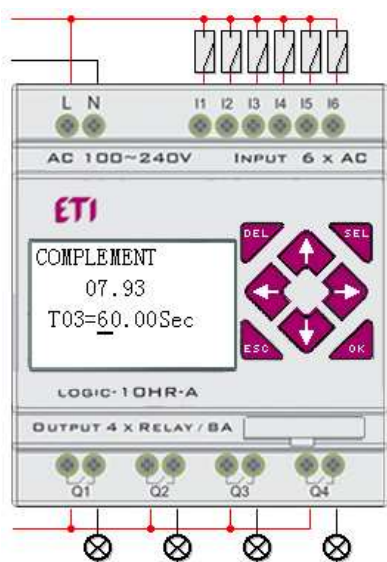 L N I1 I2 I3 I4 I5 I6
AC 100~240V INPUT 6 x AC
ETI
DEL SEL
COMPLEMENT
07.93
T03=60.00Sec
ESC OK
LOGIC-10HR-A
OUTPUT 4 x RELAY / 8A
Q1 Q2 Q3 Q4